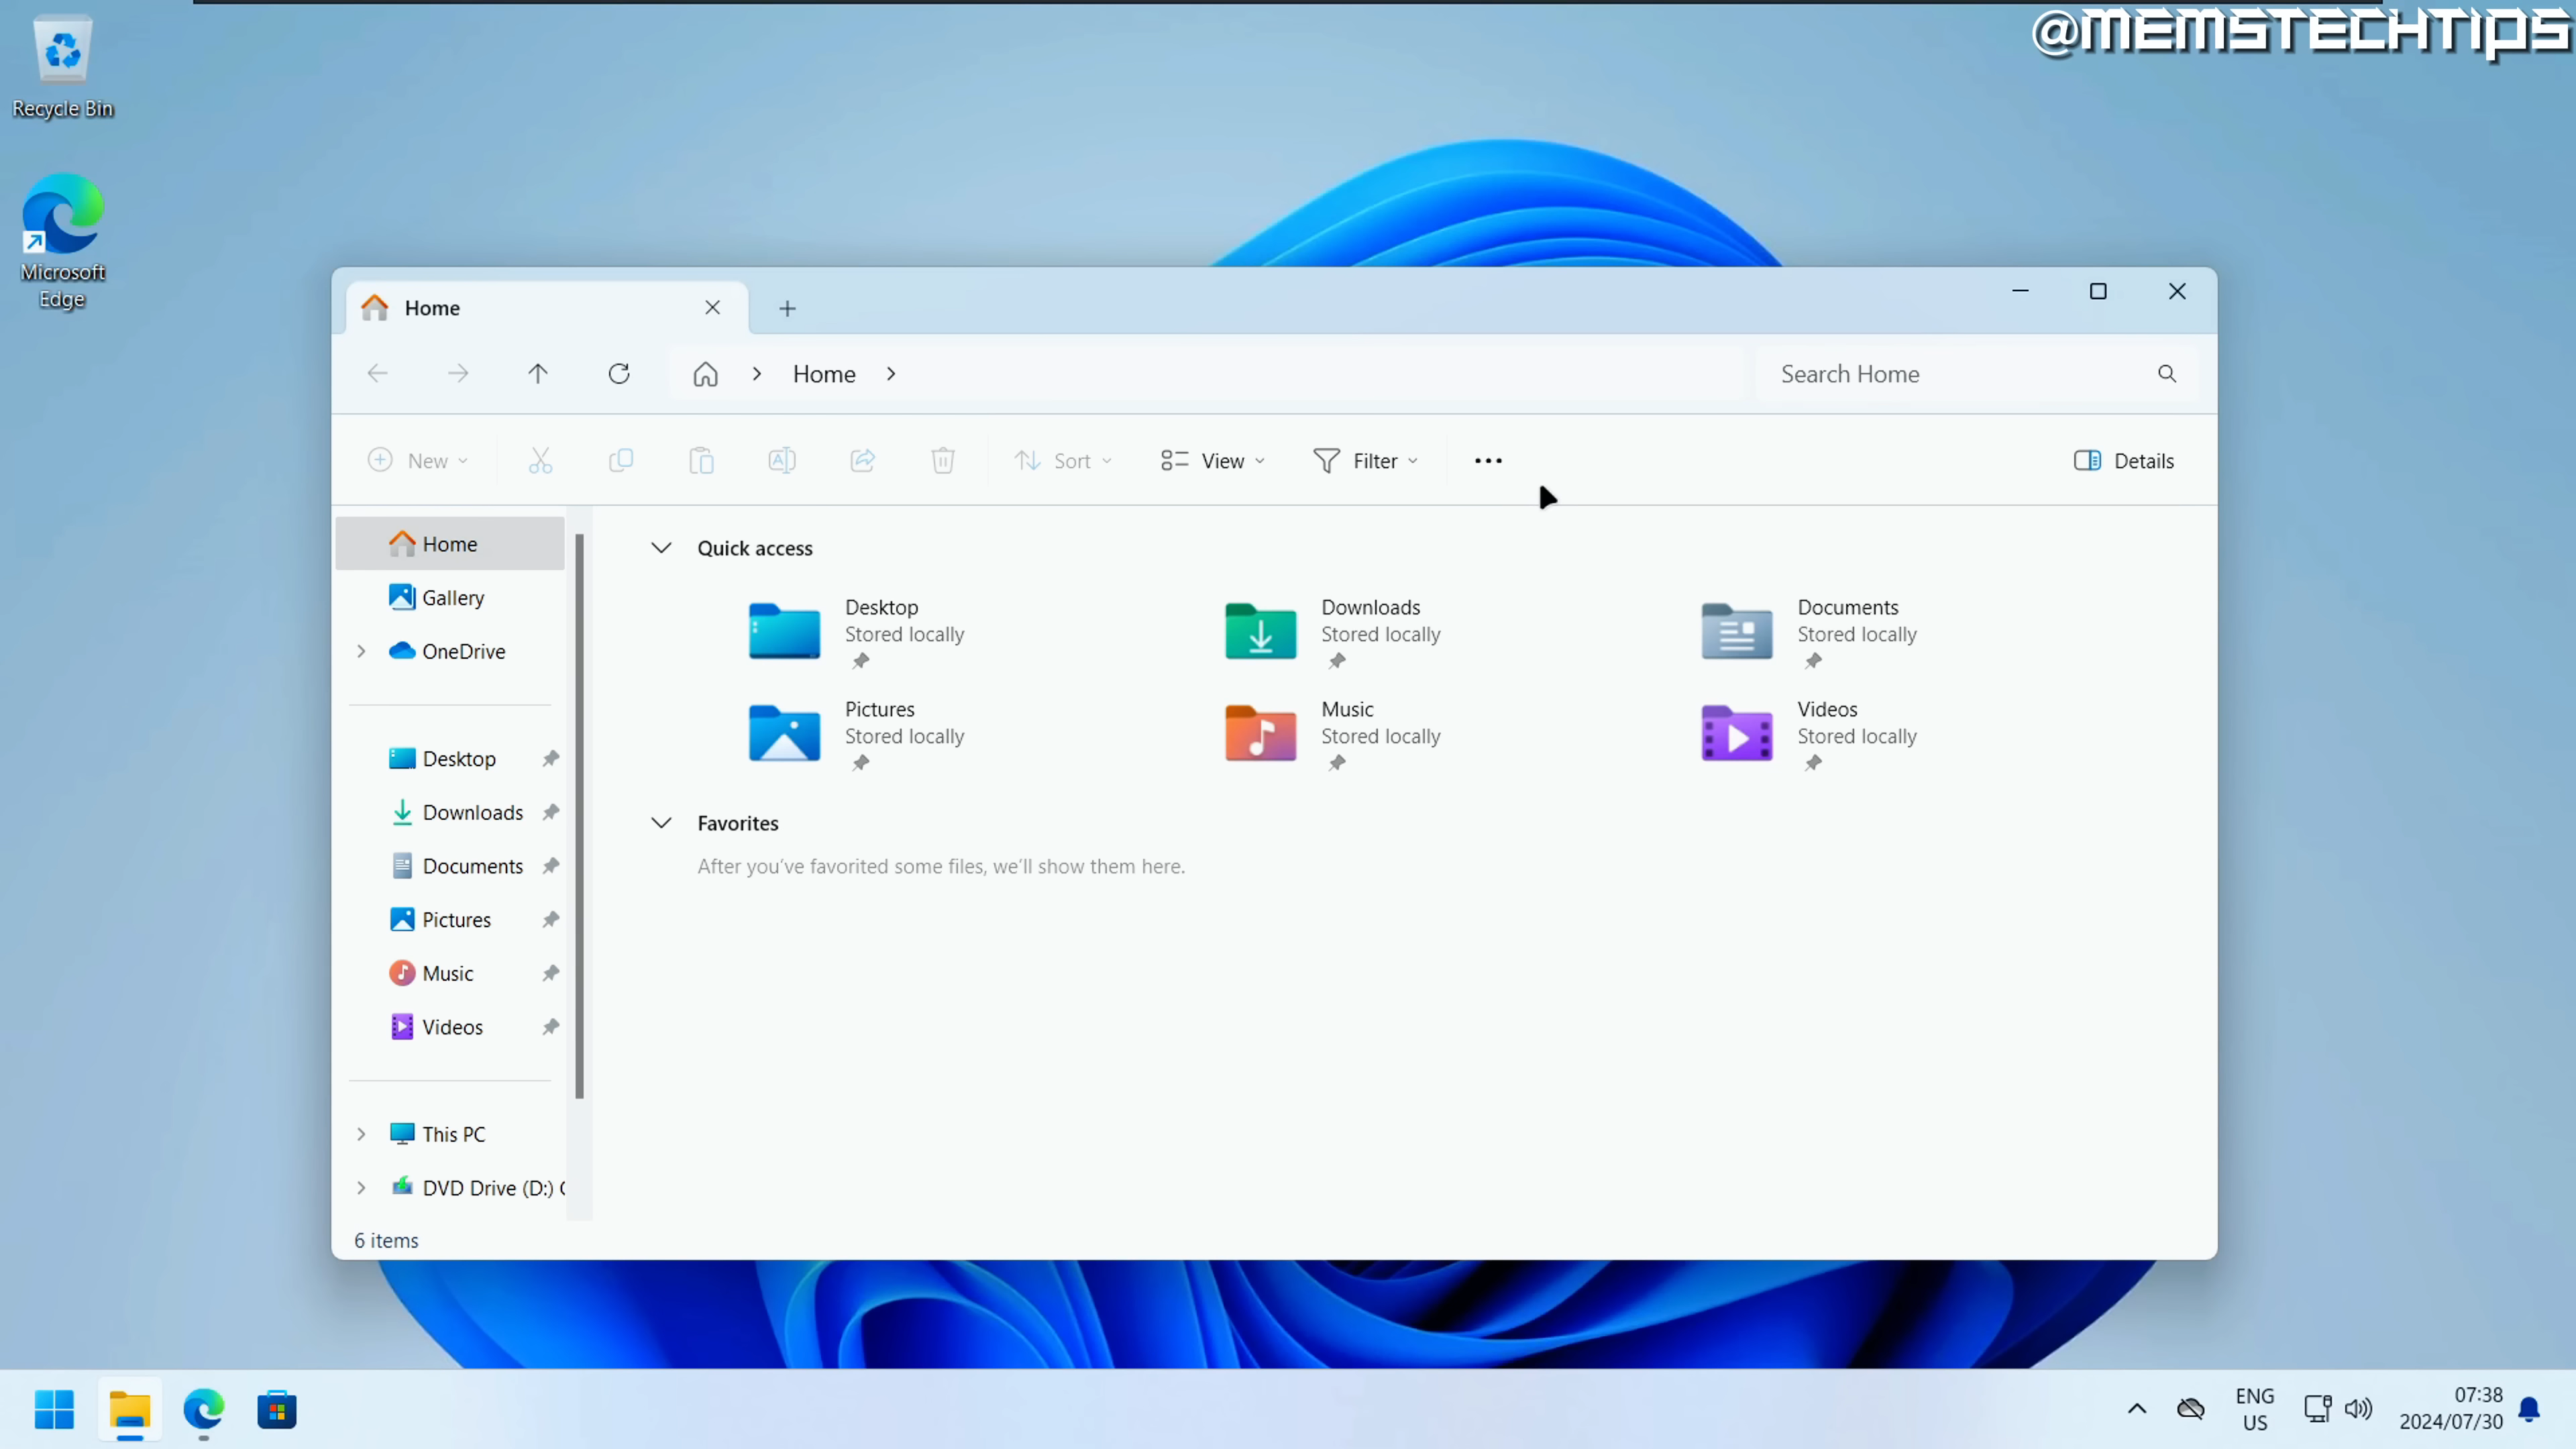 @MEMSTECHTIPS
Recycle Bin
Microsoft
Edge
Home
Home
Search Home
New
Sort
View
Filter
Details
Home
Gallery
OneDrive
Desktop
Downloads
Documents
Pictures
Music
Videos
This PC
DVD Drive (D:) C
6 items
Quick access
Desktop
Stored locally
Downloads
Stored locally
Documents
Stored locally
Pictures
Stored locally
Music
Stored locally
Videos
Stored locally
Favorites
After you've favorited some files, we'll show them here.
ENG
US
07:38
2024/07/30